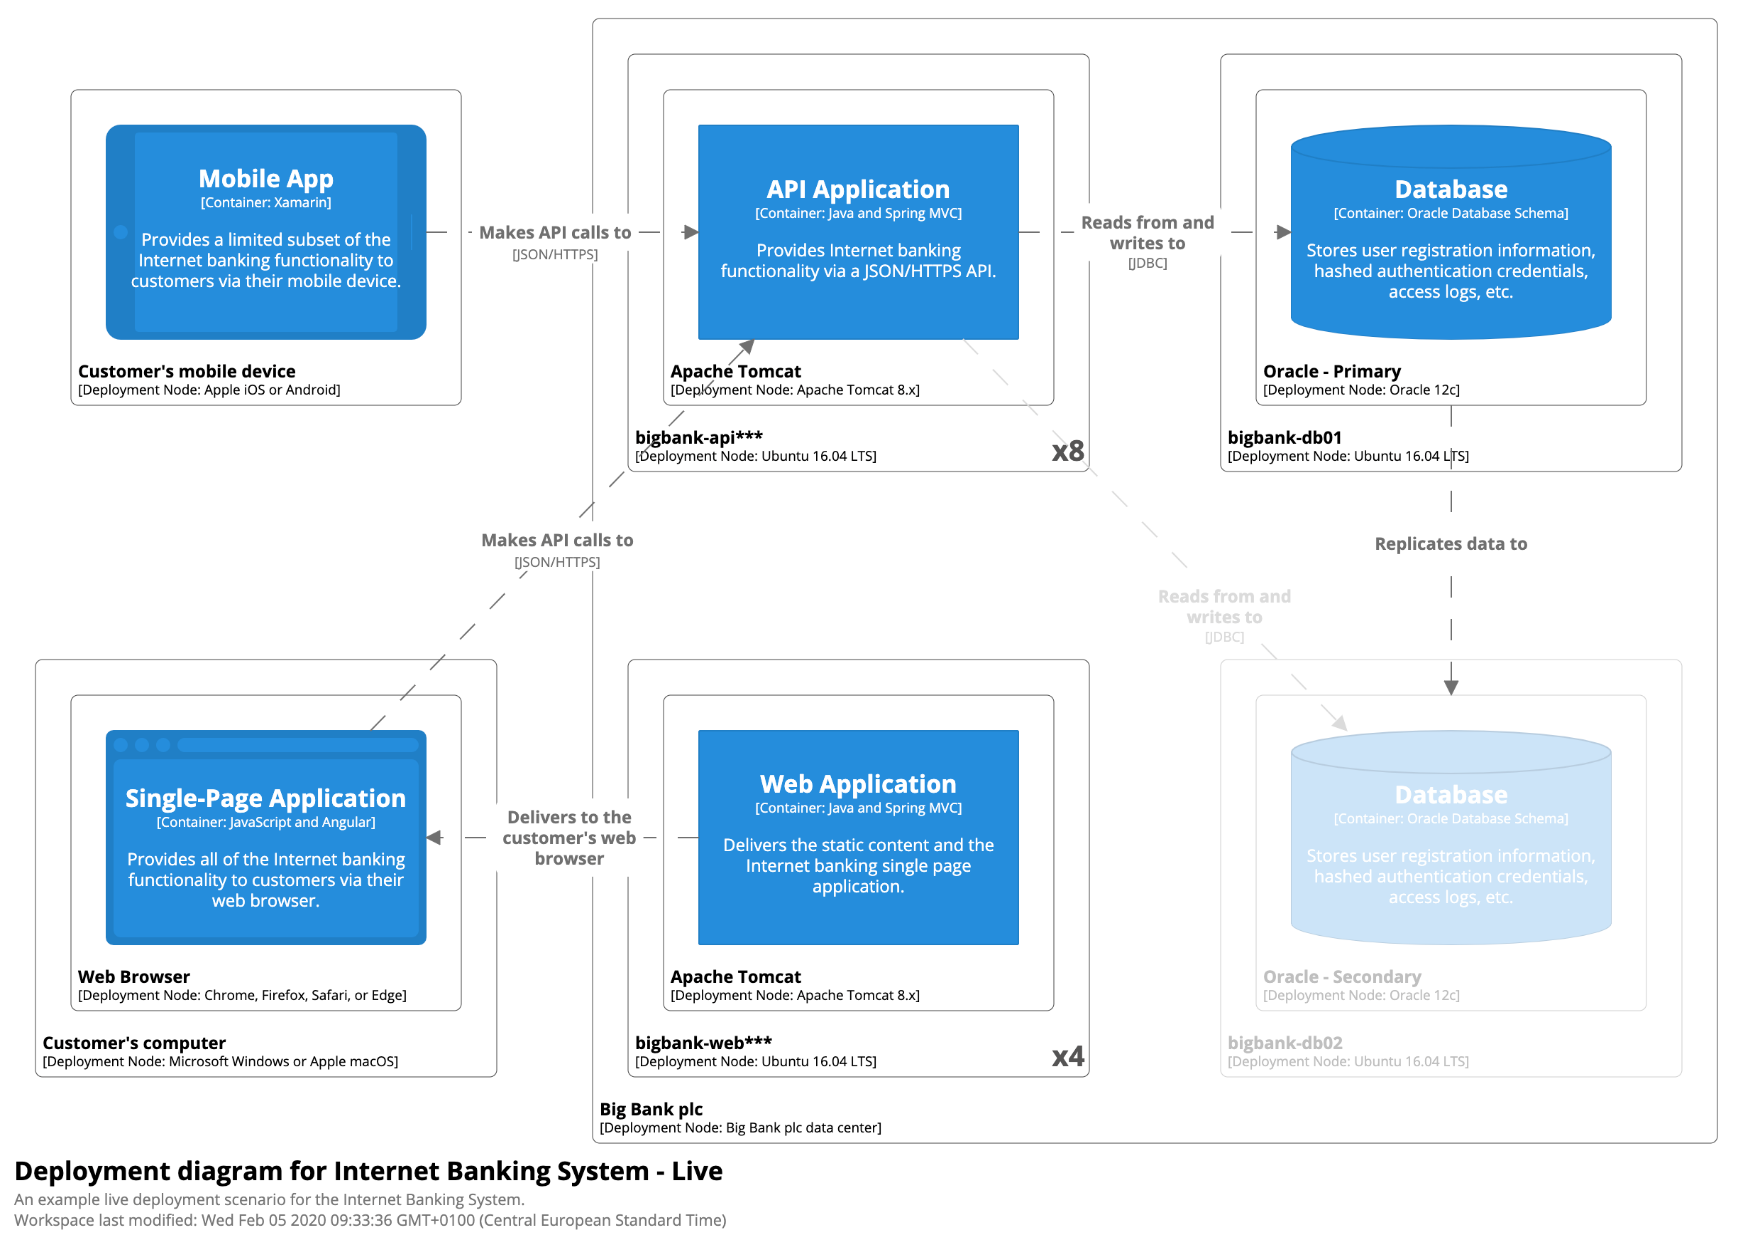 Mobile App
[Container: Xamarin]
Provides a limited subset of the
Internet banking functionality to
customers via their mobile device.
Customer's mobile device
[Deployment Node: Apple iOS or Android]
Makes API calls to
[JSON/HTTPS]
API Application
[Container: Java and Spring MVC]
Provides Internet banking
functionality via a JSON/HTTPS API.
Apache Tomcat
[Deployment Node: Apache Tomcat 8.x]
bigbank-api***
[Deployment Node: Ubuntu 16.04 LTS]
x8
Reads from and
writes to
[JDBC]
Database
[Container: Oracle Database Schema]
Stores user registration information,
hashed authentication credentials,
access logs, etc.
Oracle - Primary
[Deployment Node: Oracle 12c]
bigbank-db01
[Deployment Node: Ubuntu 16.04 LTS]
Makes API calls to
[JSON/HTTPS]
Replicates data to
Reads from and
writes to
[JDBC]
Single-Page Application
[Container: JavaScript and Angular]
Provides all of the Internet banking
functionality to customers via their
web browser.
Web Browser
[Deployment Node: Chrome, Firefox, Safari, or Edge]
Customer's computer
[Deployment Node: Microsoft Windows or Apple macOS]
Delivers to the
customer's web
browser
Web Application
[Container: Java and Spring MVC]
Delivers the static content and the
Internet banking single page
application.
Apache Tomcat
[Deployment Node: Apache Tomcat 8.x]
bigbank-web***
[Deployment Node: Ubuntu 16.04 LTS]
x4
Database
[Container: Oracle Database Schema]
Stores user registration information,
hashed authentication credentials,
access logs, etc.
Oracle - Secondary
[Deployment Node: Oracle 12c]
bigbank-db02
[Deployment Node: Ubuntu 16.04 LTS]
Big Bank plc
[Deployment Node: Big Bank plc data center]
Deployment diagram for Internet Banking System - Live
An example live deployment scenario for the Internet Banking System.
Workspace last modified: Wed Feb 05 2020 09:33:36 GMT+0100 (Central European Standard Time)